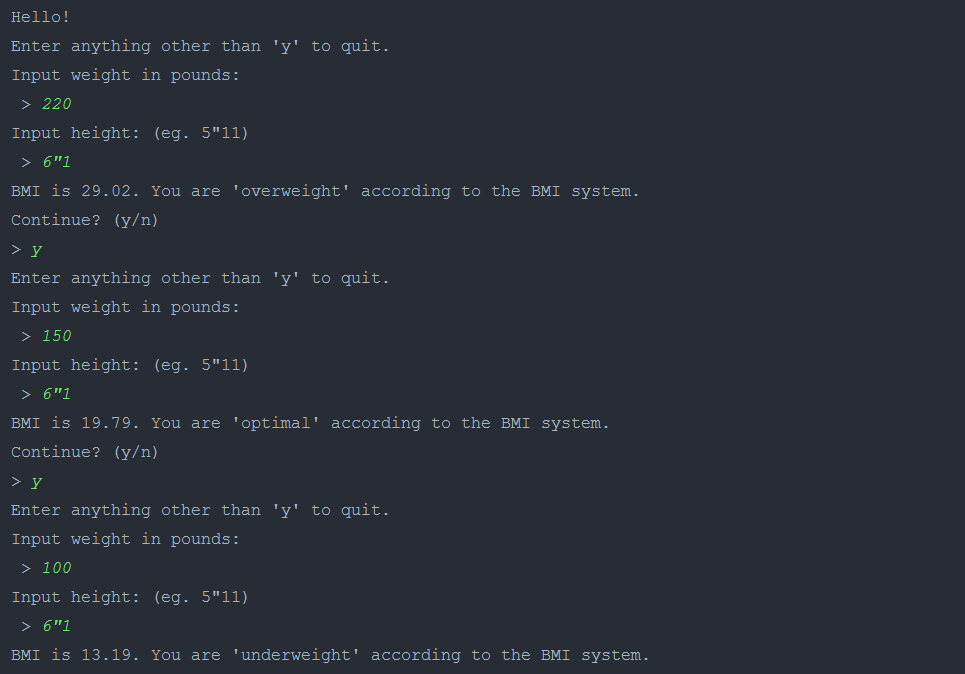 Hello!
Enter anything other than 'y' to quit.
Input weight in pounds:
> 220
Input height: (eg. 5"11)
> 6"1
BMI is 29.02. You are 'overweight' according to the BMI system.
Continue? (y/n)
> y
Enter anything other than 'y' to quit.
Input weight in pounds:
> 150
Input height: (eg. 5"11)
> 6"1
BMI is 19.79. You are 'optimal' according to the BMI system.
Continue? (y/n)
> y
Enter anything other than 'y' to quit.
Input weight in pounds:
> 100
Input height: (eg. 5"11)
> 6"1
BMI is 13.19. You are 'underweight' according to the BMI system.